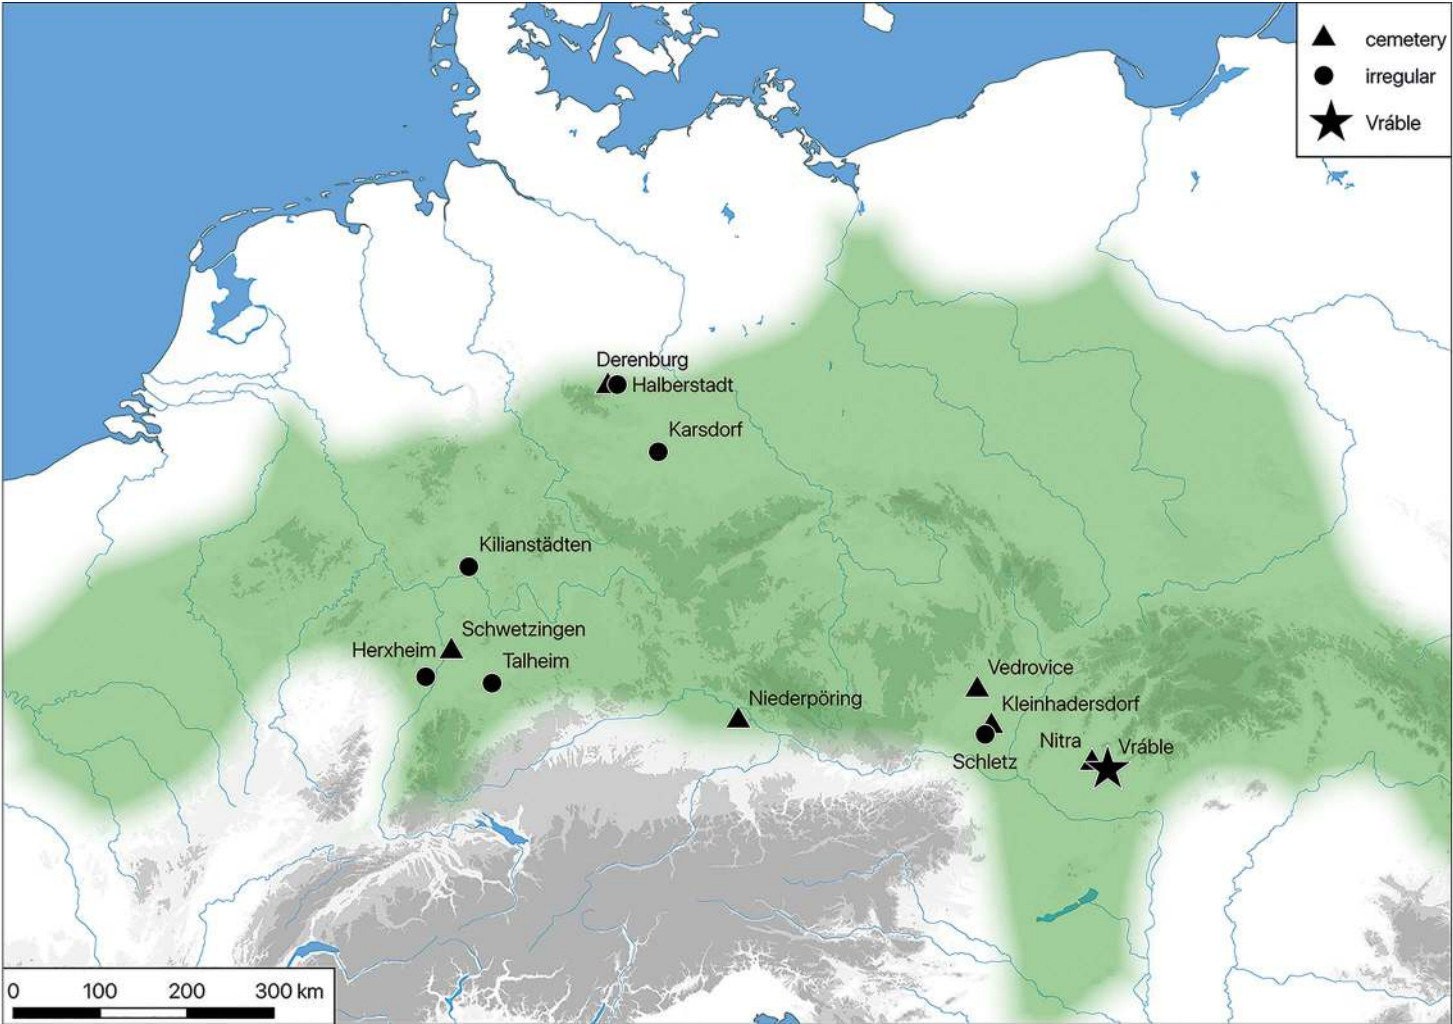 cemetery
irregular
Vráble
Derenburg
Halberstadt
Karsdorf
Kilianstädten
Schwetzingen
Herxheim
Talheim
Vedrovice
Niederpöring
Kleinhadersdorf
Nitra
Vráble
Schletz
0 100 200 300 km